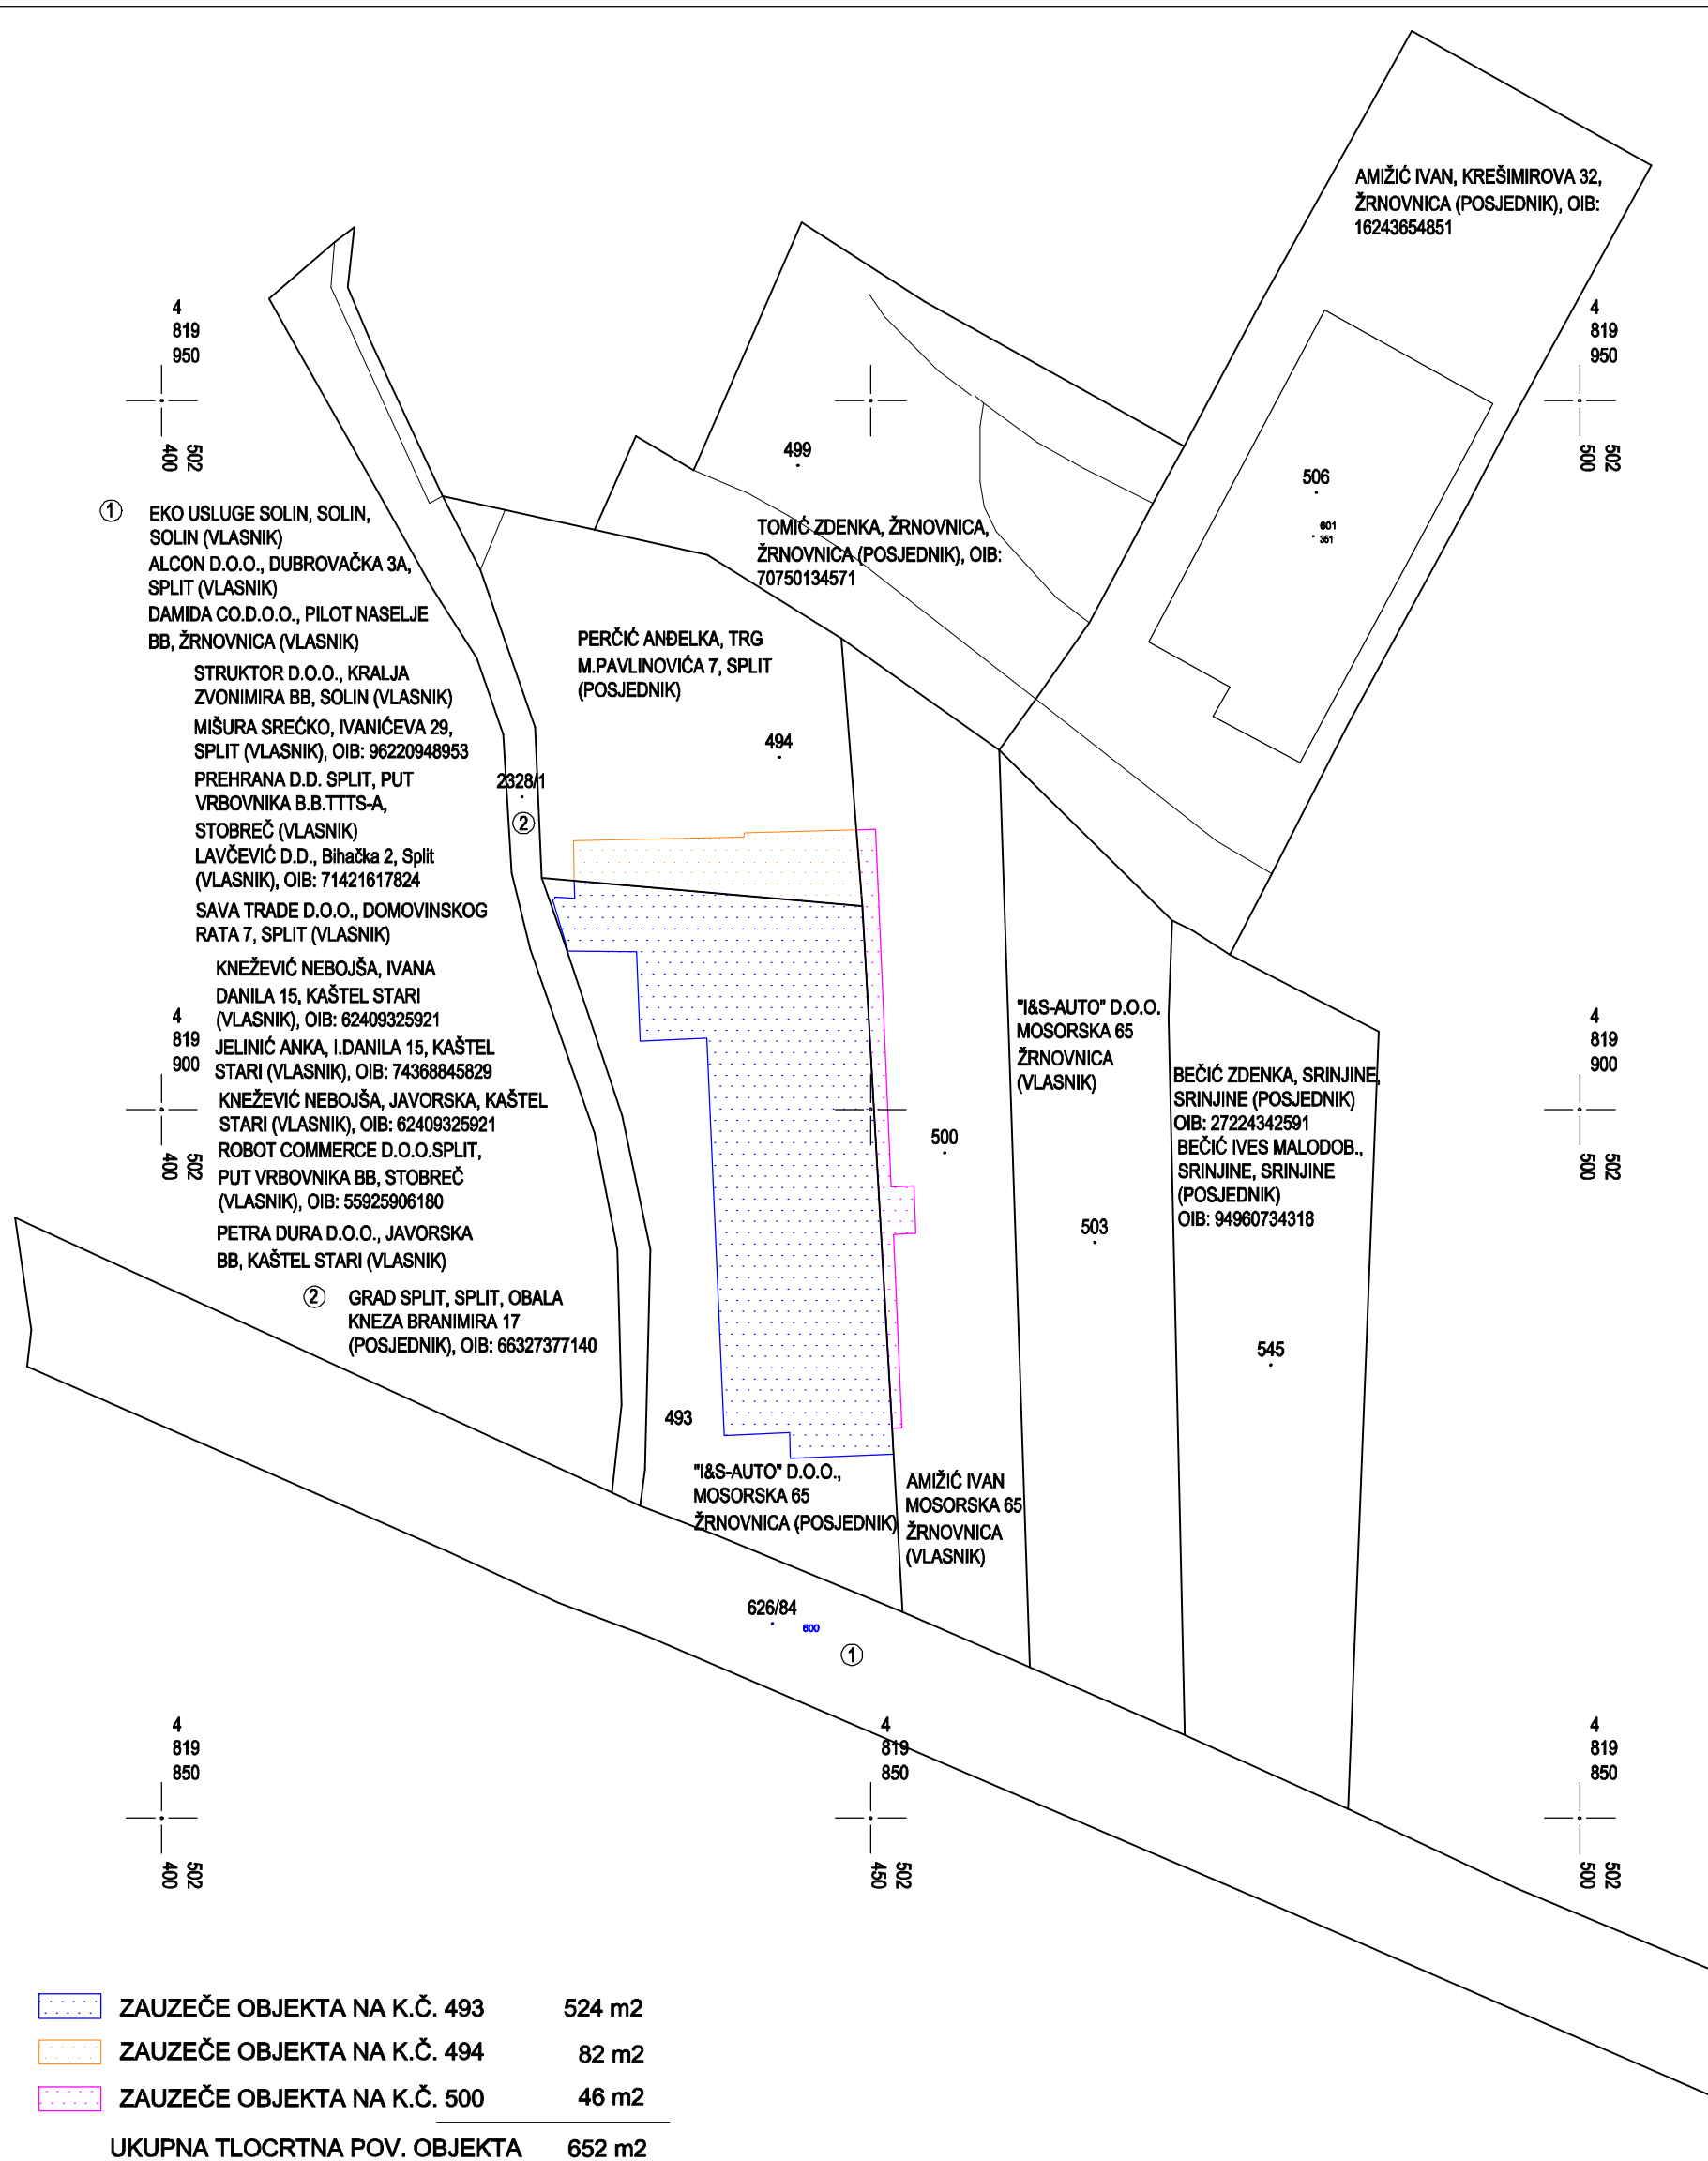 AMIŽIĆ IVAN, KREŠIMIROVA 32,
ŽRNOVNICA (POSJEDNIK), OIB:
16243654851
4
819
950
502
400
4
819
950
502
500
499
506
601
351
① EKO USLUGE SOLIN, SOLIN,
SOLIN (VLASNIK)
ALCON D.O.O., DUBROVAČKA 3A,
SPLIT (VLASNIK)
DAMIDA CO.D.O.O., PILOT NASELJE
BB, ŽRNOVNICA (VLASNIK)
STRUKTOR D.O.O., KRALJA
ZVONIMIRA BB, SOLIN (VLASNIK)
MIŠURA SREĆKO, IVANIĆEVA 29,
SPLIT (VLASNIK), OIB: 96220948953
PREHRANA D.D. SPLIT, PUT
VRBOVNIKA B.B.TTTS-A,
STOBREČ (VLASNIK)
LAVČEVIĆ D.D., Bihačka 2, Split
(VLASNIK), OIB: 71421617824
SAVA TRADE D.O.O., DOMOVINSKOG
RATA 7, SPLIT (VLASNIK)
KNEŽEVIĆ NEBOJŠA, IVANA
DANILA 15, KAŠTEL STARI
(VLASNIK), OIB: 62409325921
JELINIĆ ANKA, I.DANILA 15, KAŠTEL
STARI (VLASNIK), OIB: 74368845829
KNEŽEVIĆ NEBOJŠA, JAVORSKA, KAŠTEL
STARI (VLASNIK), OIB: 62409325921
ROBOT COMMERCE D.O.O.SPLIT,
PUT VRBOVNIKA BB, STOBREČ
(VLASNIK), OIB: 55925906180
PETRA DURA D.O.O., JAVORSKA
BB, KAŠTEL STARI (VLASNIK)
② GRAD SPLIT, SPLIT, OBALA
KNEZA BRANIMIRA 17
(POSJEDNIK), OIB: 66327377140
TOMIĆ ZDENKA, ŽRNOVNICA,
ŽRNOVNICA (POSJEDNIK), OIB:
70750134571
PERČIĆ ANĐELKA, TRG
M.PAVLINOVIĆA 7, SPLIT
(POSJEDNIK)
494
2328/1
②
4
819
900
502
400
"I&S-AUTO" D.O.O.
MOSORSKA 65
ŽRNOVNICA
(VLASNIK)
BEČIĆ ZDENKA, SRINJINE,
SRINJINE (POSJEDNIK)
OIB: 27224342591
BEČIĆ IVES MALODOB.,
SRINJINE, SRINJINE
(POSJEDNIK)
OIB: 94960734318
4
819
900
502
500
500
503
545
493
"I&S-AUTO" D.O.O.,
MOSORSKA 65
ŽRNOVNICA (POSJEDNIK)
AMIŽIĆ IVAN
MOSORSKA 65
ŽRNOVNICA
(VLASNIK)
626/84
600
①
4
819
850
502
400
4
819
850
502
450
4
819
850
502
500
ZAUZEČE OBJEKTA NA K.Č. 493 524 m2
ZAUZEČE OBJEKTA NA K.Č. 494 82 m2
ZAUZEČE OBJEKTA NA K.Č. 500 46 m2
UKUPNA TLOCRTNA POV. OBJEKTA 652 m2